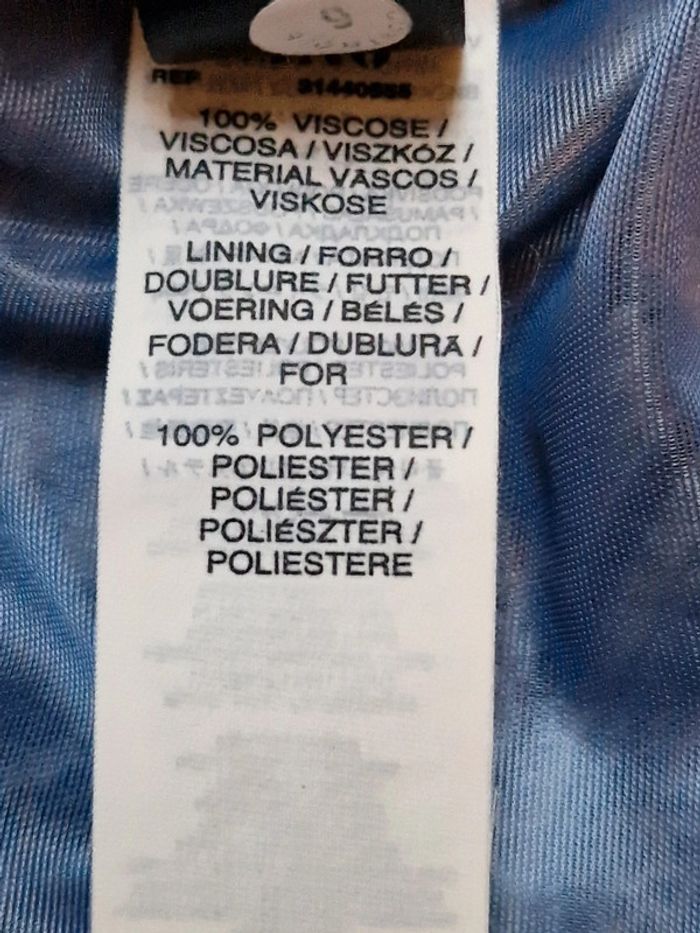 REF
100% VISCOSE /
VISCOSA / VISZKÓZ /
MATERIAL VÂSCOS /
VISKOSE
LINING / FORRO /
DOUBLURE / FUTTER /
VOERING / BÉLÉS /
FODERA / DUBLURĂ /
FOR
100% POLYESTER /
POLIESTER /
POLIÉSTER /
POLIÉSZTER /
POLIESTERE